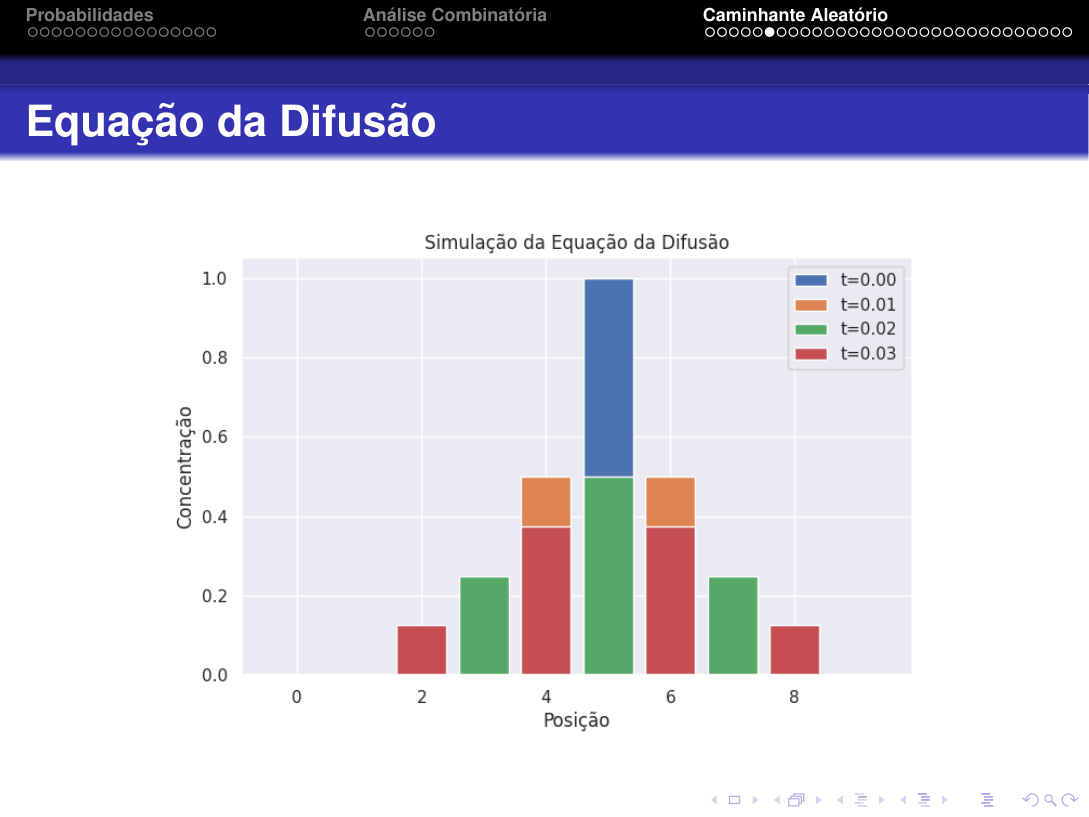 Probabilidades
Análise Combinatória
Caminhante Aleatório
Equação da Difusão
Simulação da Equação da Difusão
1.0
0.8
0.6
0.4
0.2
0.0
Concentração
t=0.00
t=0.01
t=0.02
t=0.03
0 2 4 6 8
Posição